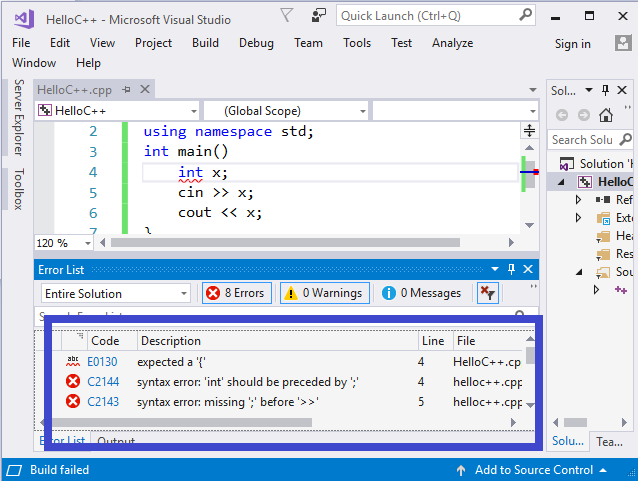 HelloC++ - Microsoft Visual Studio
Quick Launch (Ctrl+Q)
File Edit View Project Build Debug Team Tools Test Analyze Sign in
Window Help
Server Explorer
Toolbox
HelloC++.cpp
HelloC++ (Global Scope)
2 using namespace std;
3 int main()
4 int x;
5 cin >> x;
6 cout << x;
7 }
120 %
Error List
Entire Solution 8 Errors 0 Warnings 0 Messages
Code Description Line File
abc E0130 expected a '{' 4 HelloC++.cp
C2144 syntax error: 'int' should be preceded by ';' 4 helloc++.cpp
C2143 syntax error: missing ';' before '>>' 5 helloc++.cpp
Error List Output
Sol...
Search Solu
Solution 'H
HelloC
Ref
Exte
Hea
Res
Sou
Solu... Tea...
Build failed Add to Source Control